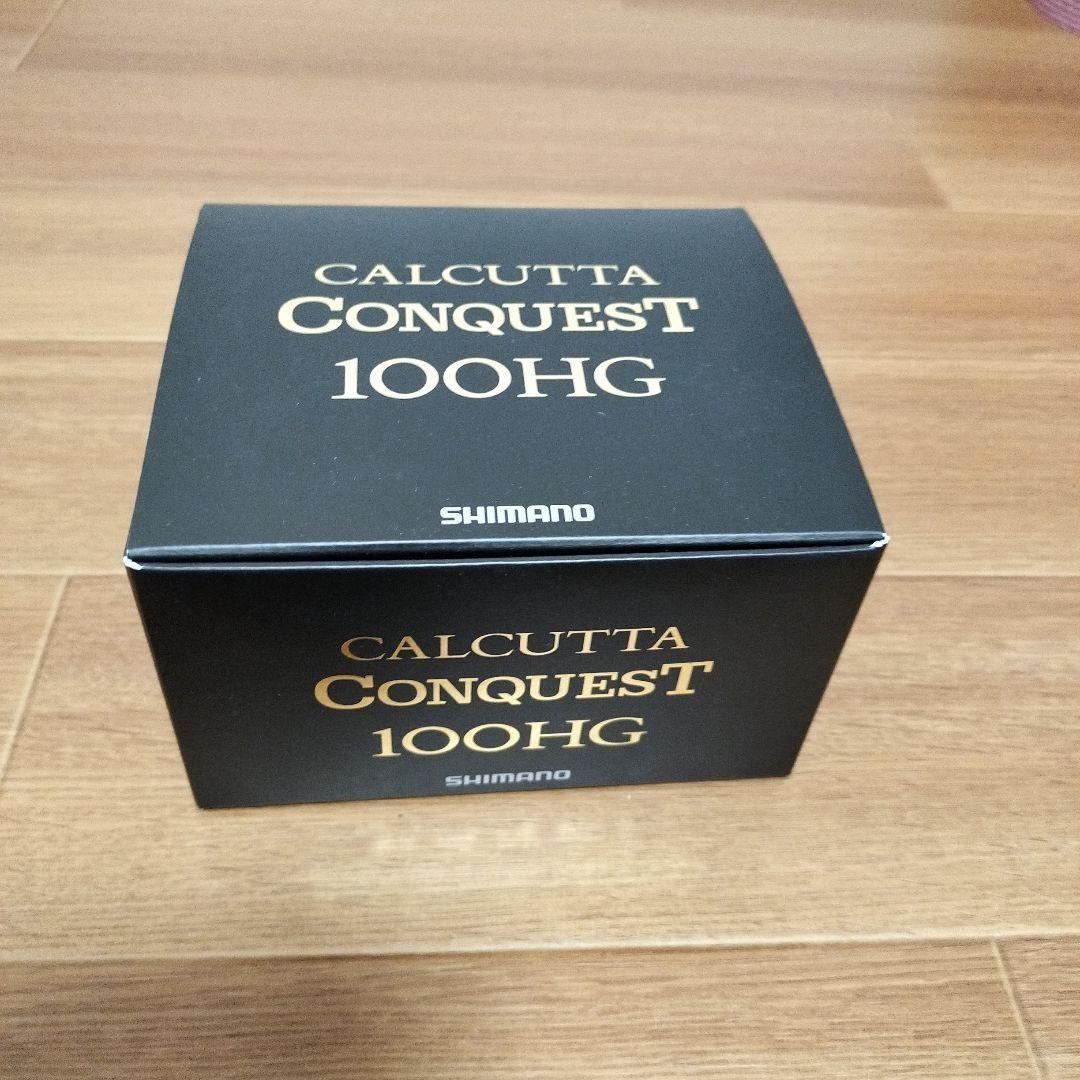 CALCUTTA
CONQUEST
100HG
SHIMANO
CALCUTTA
CONQUEST
100HG
SHIMANO